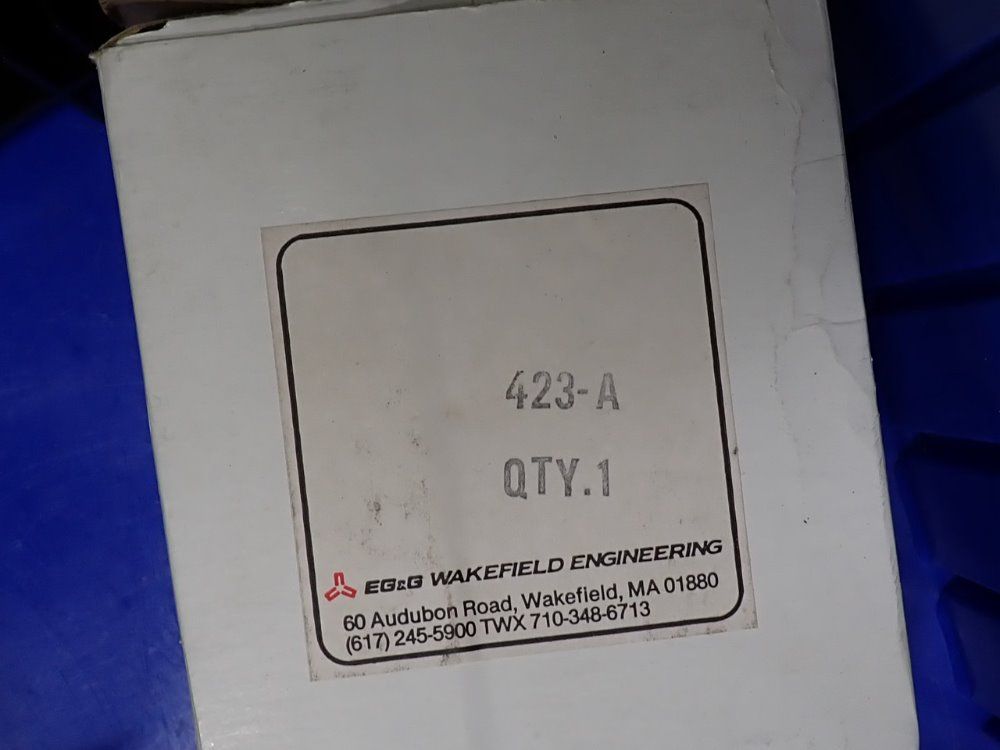 423-A
QTY.1
EG&G WAKEFIELD ENGINEERING
60 Audubon Road, Wakefield, MA 01880
(617) 245-5900 TWX 710-348-6713